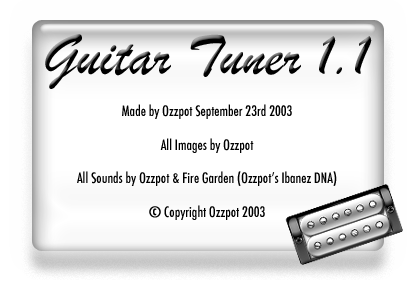 Guitar Tuner 1.1
Made by Ozzpot September 23rd 2003
All Images by Ozzpot
All Sounds by Ozzpot & Fire Garden (Ozzpot's Ibanez DNA)
© Copyright Ozzpot 2003